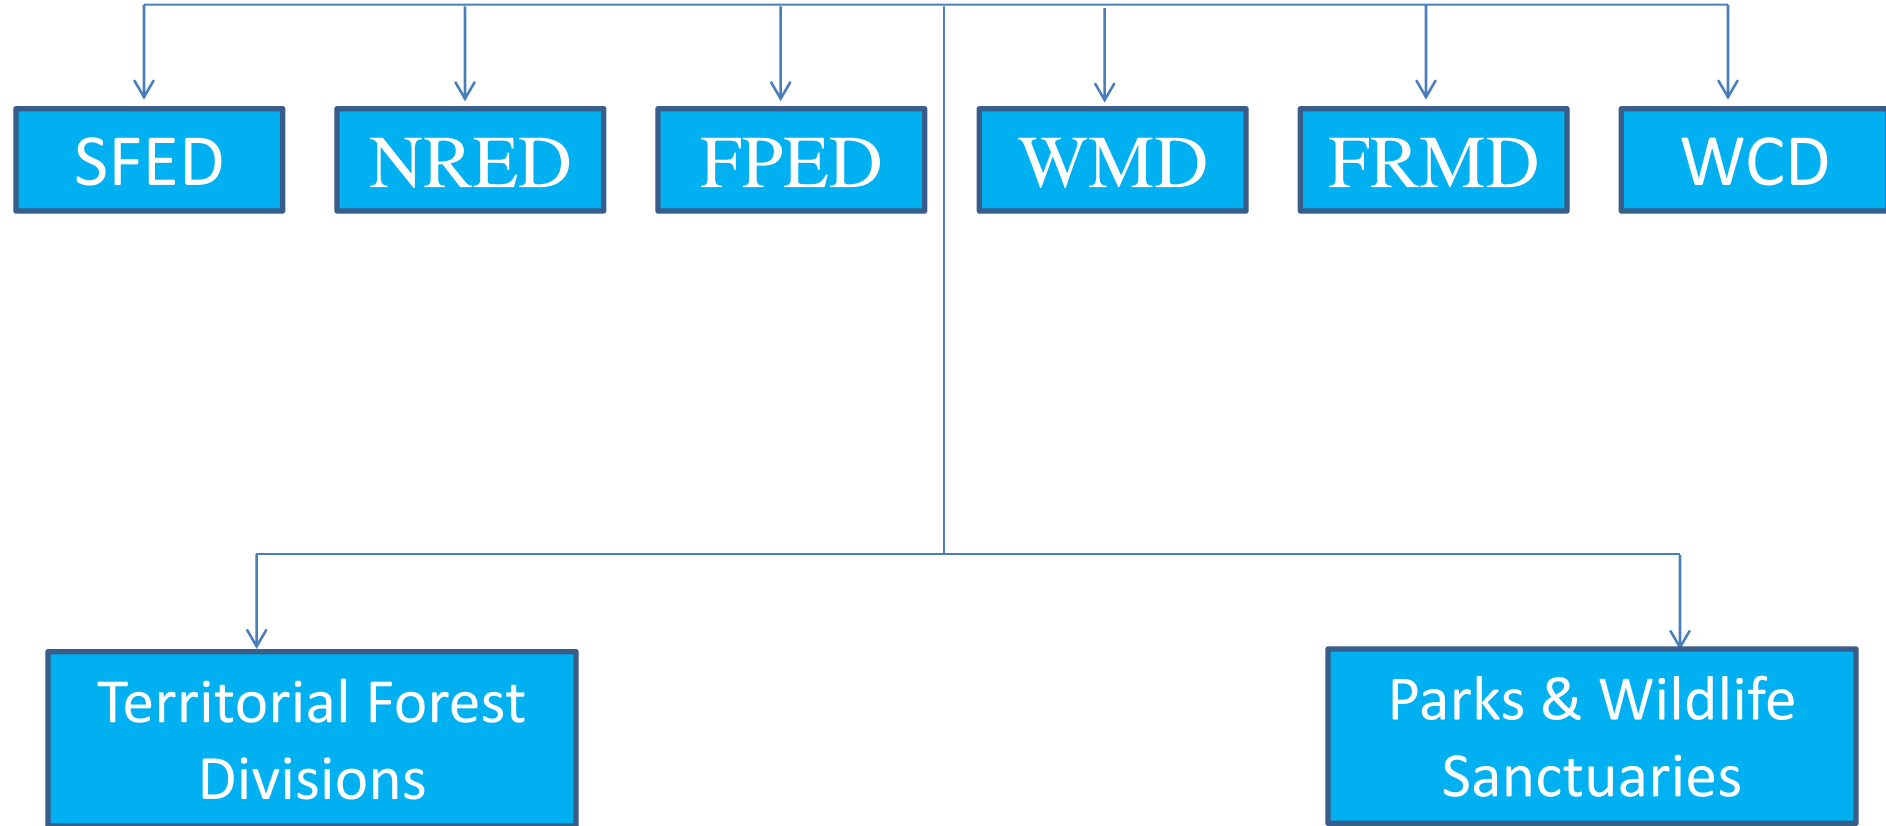 SFED
NRED
FPED
WMD
FRMD
WCD
Territorial Forest
Divisions
Parks & Wildlife
Sanctuaries